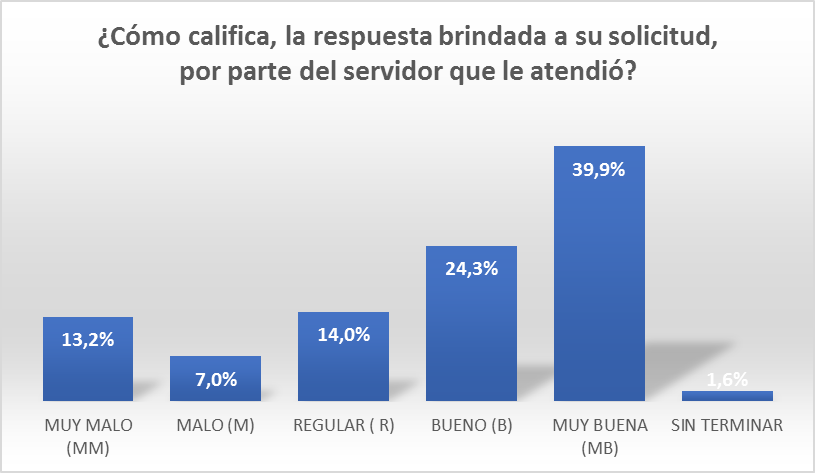 ¿Cómo califica, la respuesta brindada a su solicitud,
por parte del servidor que le atendió?
39,9%
24,3%
13,2%
14,0%
7,0%
1,6%
MUY MALO
(MM)
MALO (M)
REGULAR ( R)
BUENO (B)
MUY BUENA
(MB)
SIN TERMINAR